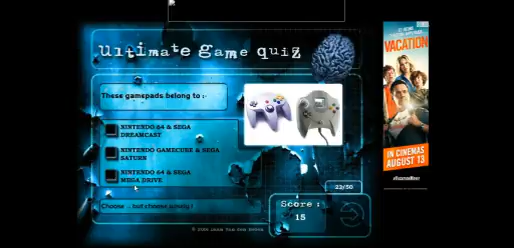 ultimate game quiz
These gamepads belong to :-
NINTENDO 64 & SEGA
DREAMCAST
NINTENDO GAMECUBE & SEGA
SATURN
NINTENDO 64 & SEGA
MEGA DRIVE
22/50
Choose ... but choose wisely !
Score :
15
VACATION
IN CINEMAS
AUGUST 13